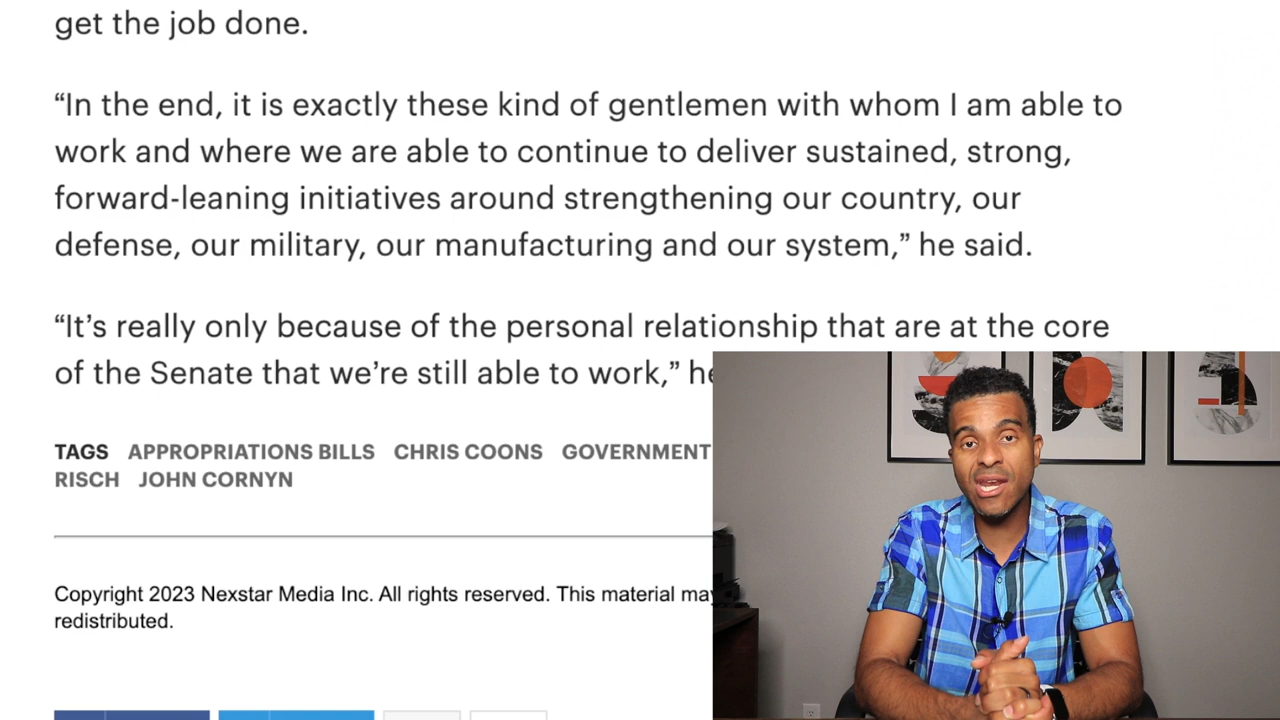 get the job done.
“In the end, it is exactly these kind of gentlemen with whom I am able to
work and where we are able to continue to deliver sustained, strong,
forward-leaning initiatives around strengthening our country, our
defense, our military, our manufacturing and our system,” he said.
“It’s really only because of the personal relationship that are at the core
of the Senate that we’re still able to work,” he
TAGS APPROPRIATIONS BILLS CHRIS COONS GOVERNMENT
RISCH JOHN CORNYN
Copyright 2023 Nexstar Media Inc. All rights reserved. This material may
redistributed.